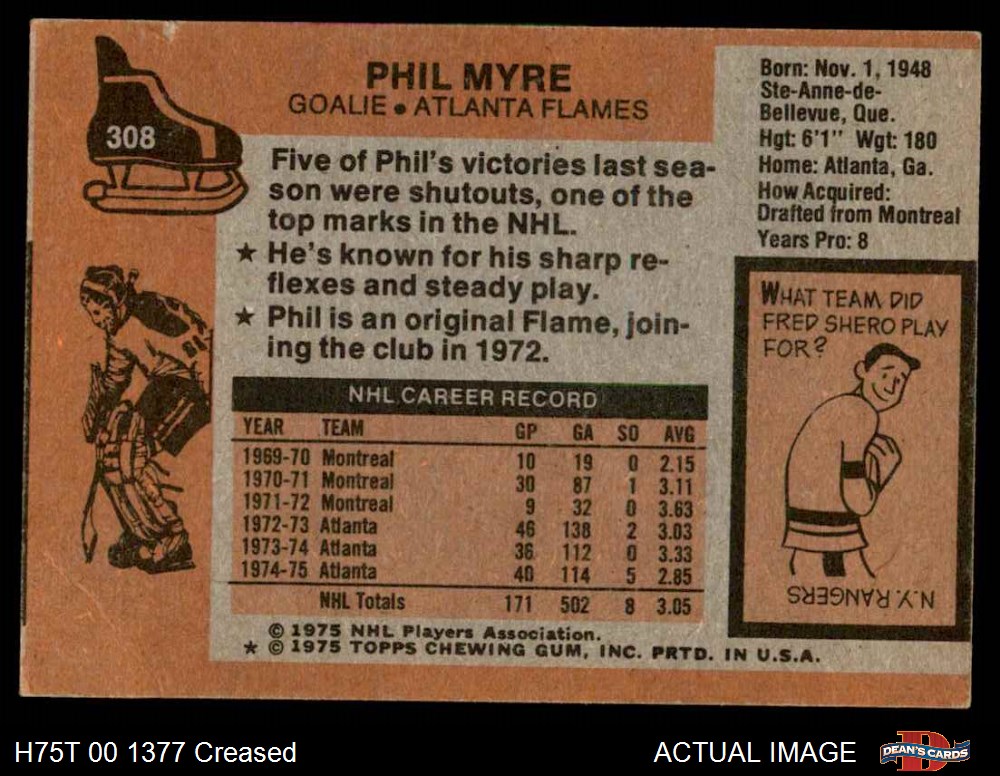 308
PHIL MYRE
GOALIE • ATLANTA FLAMES
Five of Phil's victories last sea-
son were shutouts, one of the
top marks in the NHL.
★ He's known for his sharp re-
flexes and steady play.
★ Phil is an original Flame, join-
ing the club in 1972.
NHL CAREER RECORD
YEAR TEAM GP GA SO AVG
1969-70 Montreal 10 19 0 2.15
1970-71 Montreal 30 87 1 3.11
1971-72 Montreal 9 32 0 3.63
1972-73 Atlanta 46 138 2 3.03
1973-74 Atlanta 36 112 0 3.33
1974-75 Atlanta 40 114 5 2.85
NHL Totals 171 502 8 3.05
© 1975 NHL Players Association.
★ © 1975 TOPPS CHEWING GUM, INC. PRTD. IN U.S.A.
Born: Nov. 1, 1948
Ste-Anne-de-
Bellevue, Que.
Hgt: 6'1" Wgt: 180
Home: Atlanta, Ga.
How Acquired:
Drafted from Montreal
Years Pro: 8
WHAT TEAM DID
FRED SHERO PLAY
FOR?
N.Y. RANGERS
H75T 00 1377 Creased
ACTUAL IMAGE
D
DEAN'S CARDS